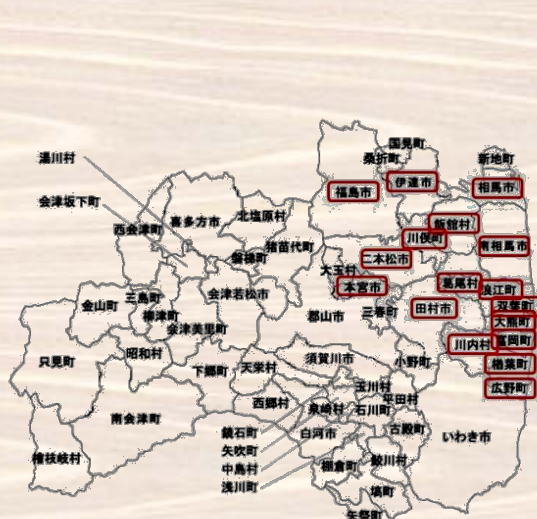 国見町
桑折町
新地町
湯川村
福島市
伊達市
相馬市
会津坂下町
喜多方市
北塩原村
飯舘村
西会津町
川俣町
南相馬市
猪苗代町
磐梯町
二本松市
大玉村
本宮市
葛尾村
浪江町
会津若松市
三島町
金山町
柳津町
田村市
双葉町
郡山市
三春町
大熊町
会津美里町
富岡町
川内村
昭和村
須賀川市
只見町
下郷町
天栄村
小野町
楢葉町
玉川村
広野町
平田村
西郷村
泉崎村
石川町
南会津町
古殿町
鏡石町
白河市
いわき市
矢吹町
檜枝岐村
鮫川村
棚倉町
中島村
浅川町
塙町
矢祭町